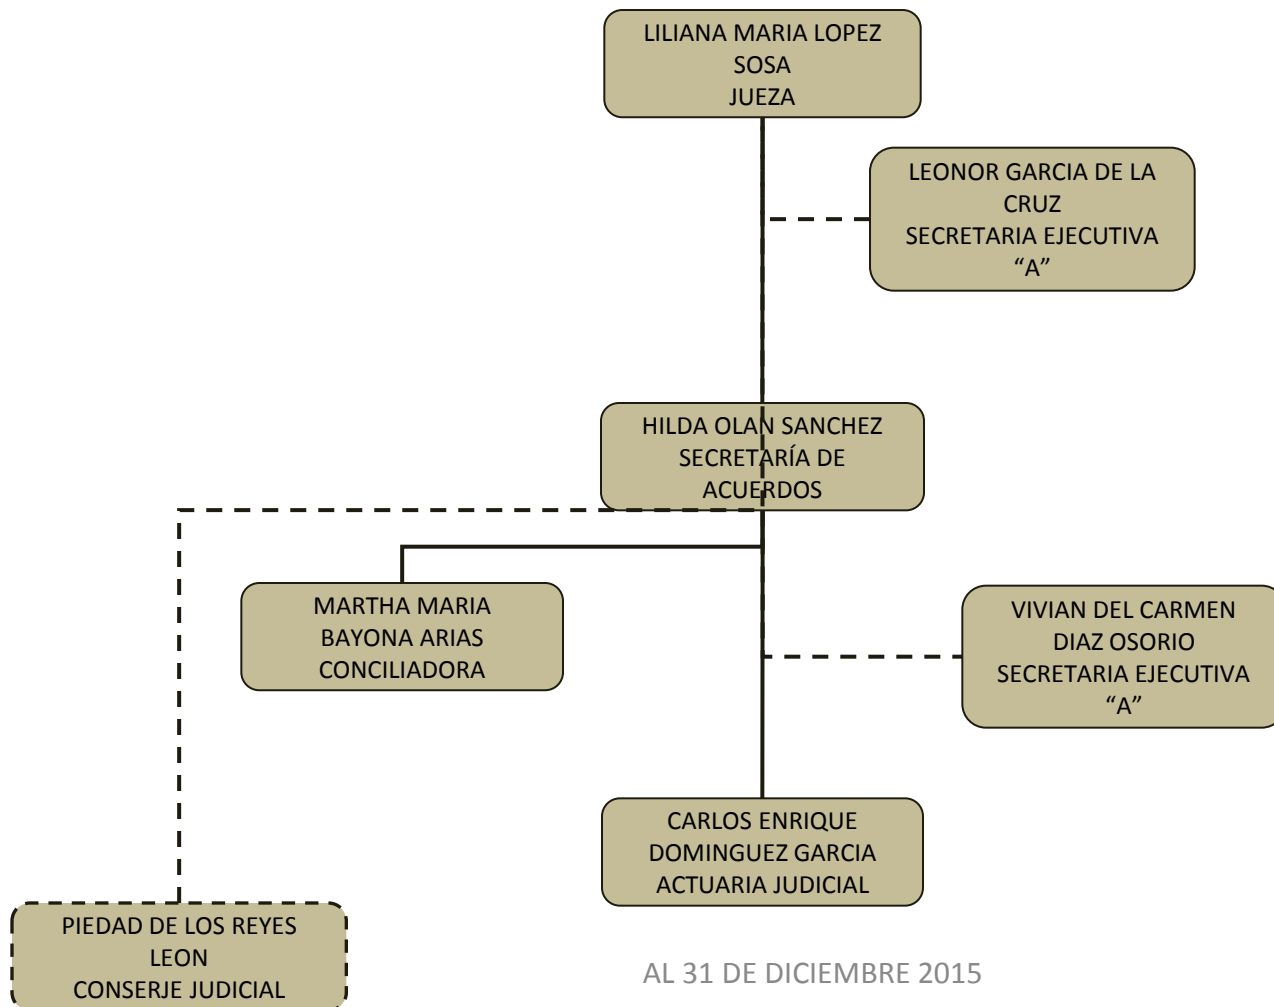 LILIANA MARIA LOPEZ
SOSA
JUEZA
LEONOR GARCIA DE LA
CRUZ
SECRETARIA EJECUTIVA
“A”
HILDA OLAN SANCHEZ
SECRETARÍA DE
ACUERDOS
MARTHA MARIA
BAYONA ARIAS
CONCILIADORA
VIVIAN DEL CARMEN
DIAZ OSORIO
SECRETARIA EJECUTIVA
“A”
CARLOS ENRIQUE
DOMINGUEZ GARCIA
ACTUARIA JUDICIAL
PIEDAD DE LOS REYES
LEON
CONSERJE JUDICIAL
AL 31 DE DICIEMBRE 2015